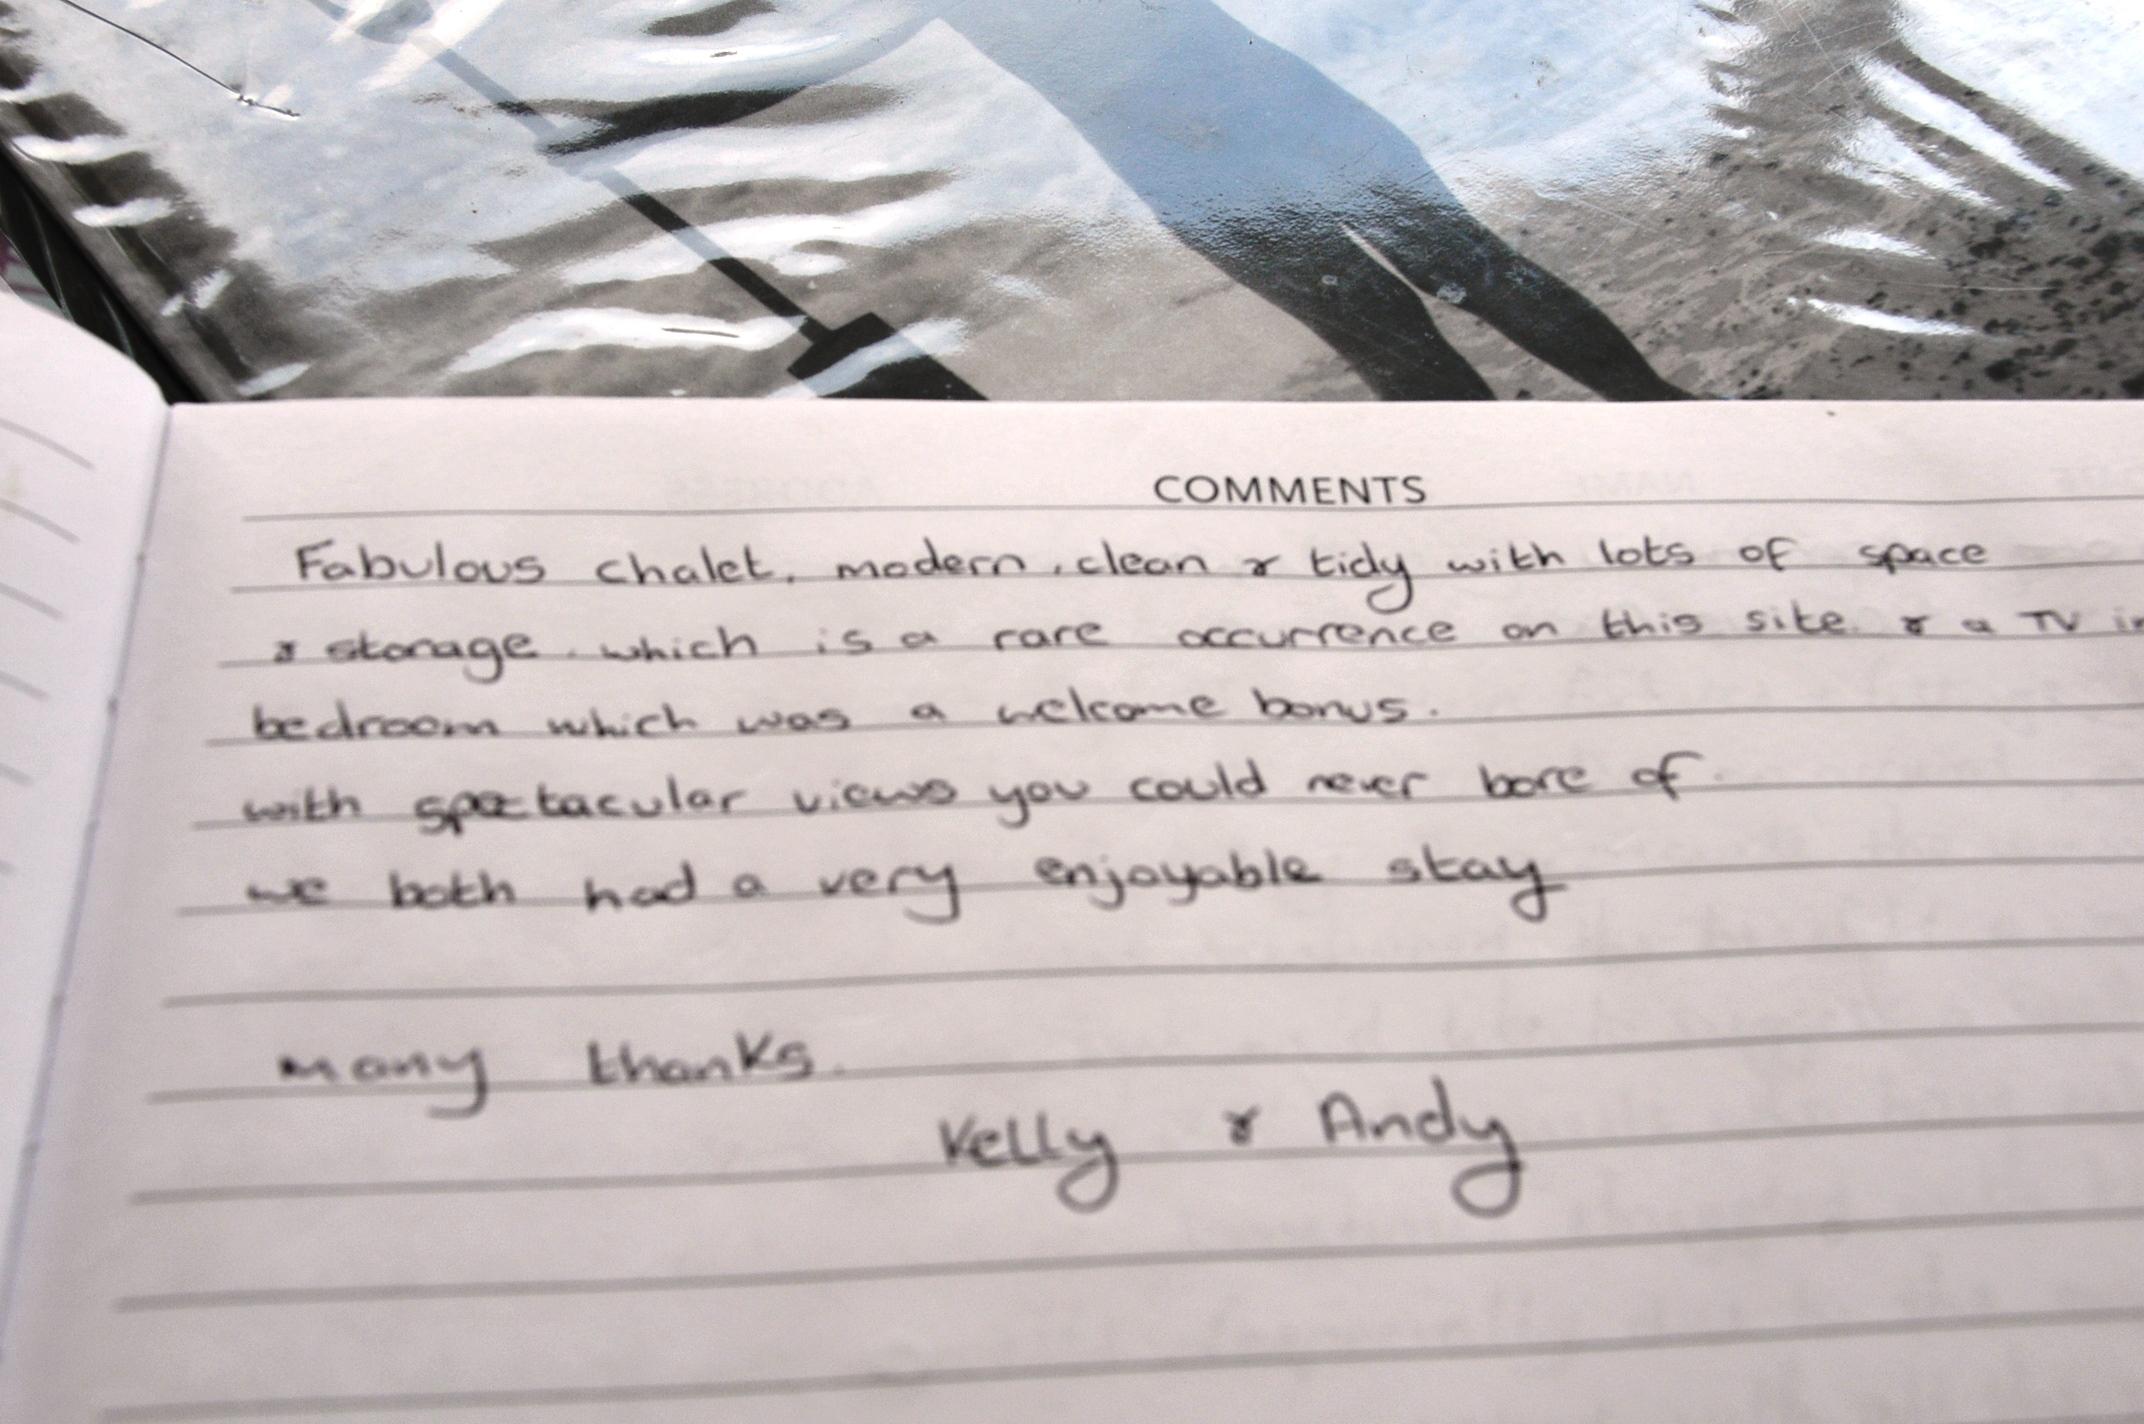 COMMENTS
Fabulous chalet, modern, clean & tidy with lots of space
& storage. which is a rare occurrence on this site. & a TV in
bedroom which was a welcome bonus.
with spectacular views you could never bore of.
we both had a very enjoyable stay
many thanks.
Kelly & Andy